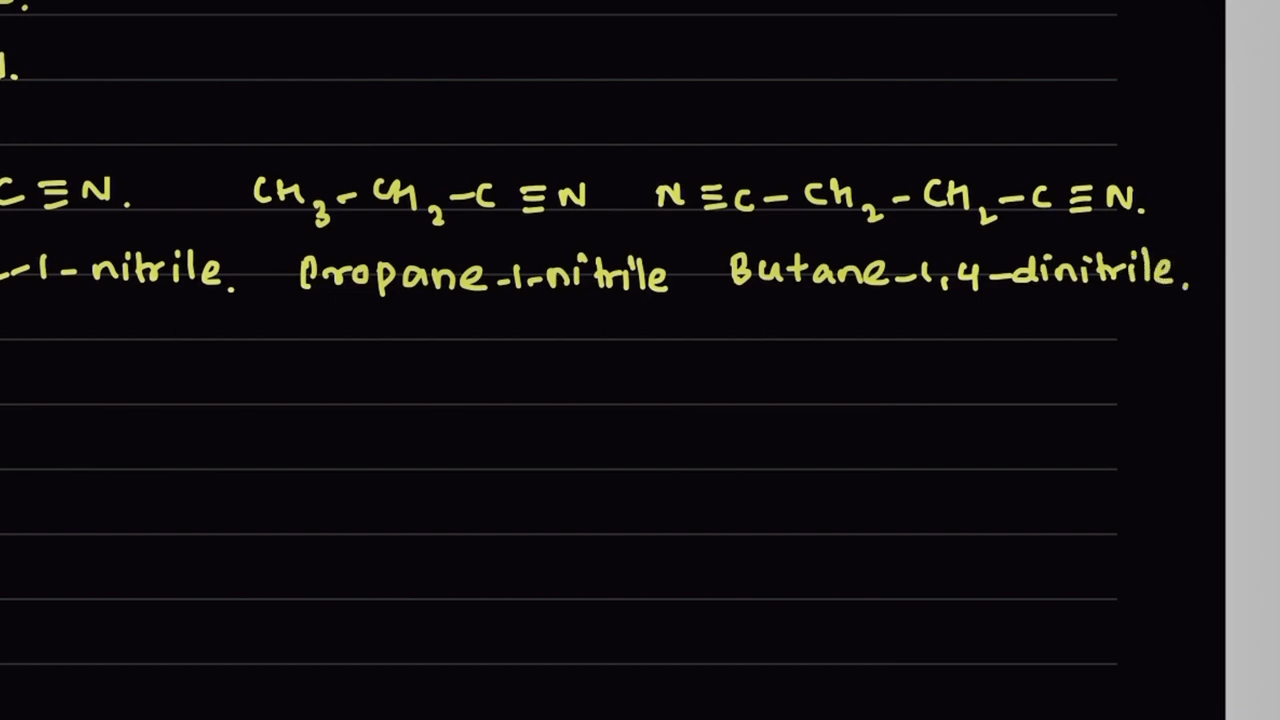 C≡N. CH₃-CH₂-C≡N N≡C-CH₂-CH₂-C≡N.
-1-nitrile. Propane-1-nitrile Butane-1,4-dinitrile.